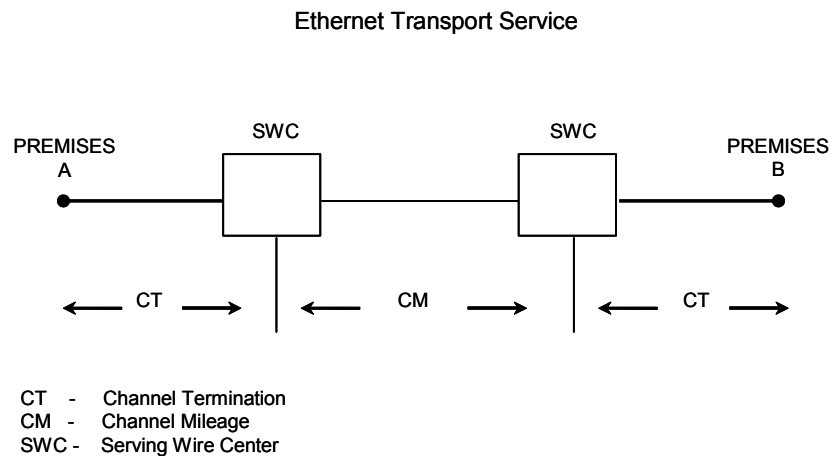 Ethernet Transport Service
SWC
SWC
PREMISES
A
PREMISES
B
CT
CM
CT
CT - Channel Termination
CM - Channel Mileage
SWC - Serving Wire Center